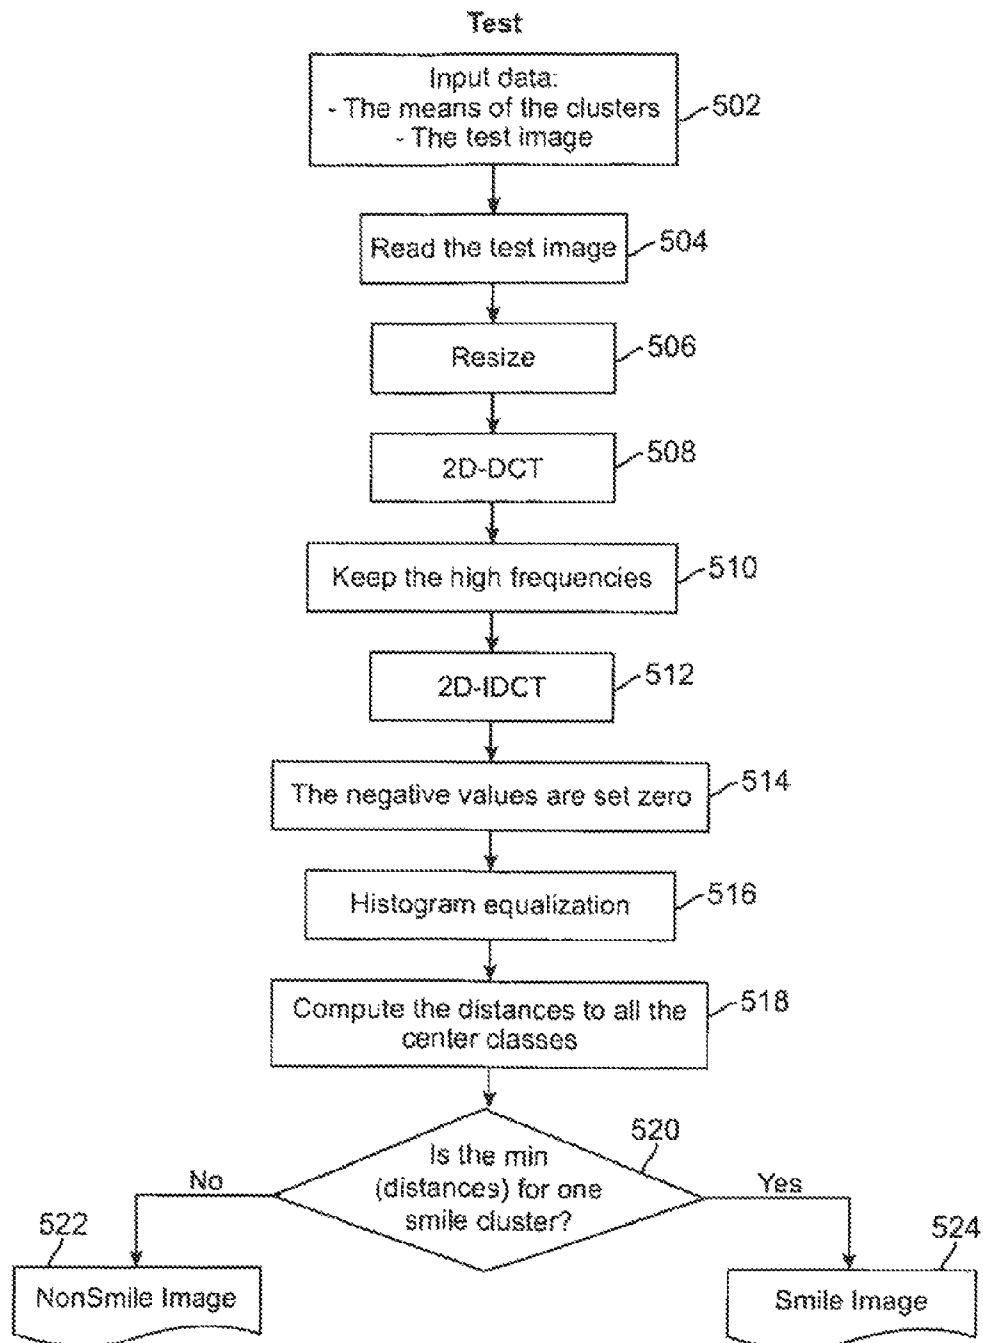 Test
Input data:
- The means of the clusters
- The test image
502
Read the test image
504
Resize
506
2D-DCT
508
Keep the high frequencies
510
2D-IDCT
512
The negative values are set zero
514
Histogram equalization
516
Compute the distances to all the
center classes
518
520
Is the min
(distances) for one
smile cluster?
No
Yes
522
NonSmile Image
524
Smile Image